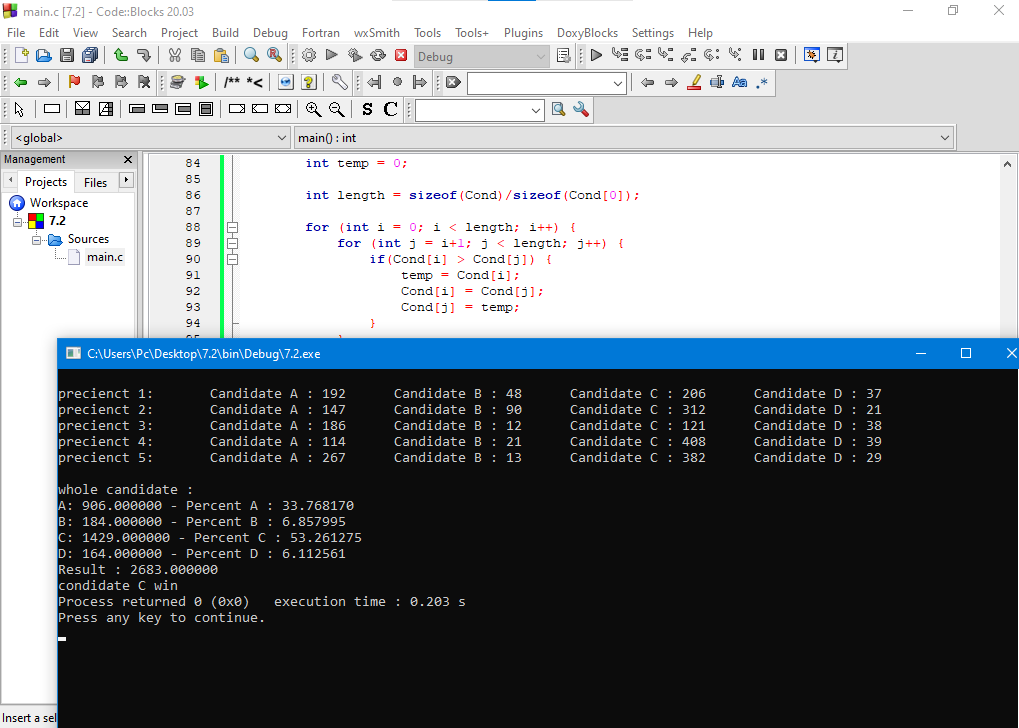 main.c [7.2] - Code::Blocks 20.03
File Edit View Search Project Build Debug Fortran wxSmith Tools Tools+ Plugins DoxyBlocks Settings Help
Debug
/** *<
Aa .*
S C
<global> main() : int
Management
Projects Files
Workspace
7.2
Sources
main.c
84 int temp = 0;
85
86 int length = sizeof(Cond)/sizeof(Cond[0]);
87
88 for (int i = 0; i < length; i++) {
89 for (int j = i+1; j < length; j++) {
90 if(Cond[i] > Cond[j]) {
91 temp = Cond[i];
92 Cond[i] = Cond[j];
93 Cond[j] = temp;
94 }
C:\Users\Pc\Desktop\7.2\bin\Debug\7.2.exe
precienct 1: Candidate A : 192 Candidate B : 48 Candidate C : 206 Candidate D : 37
precienct 2: Candidate A : 147 Candidate B : 90 Candidate C : 312 Candidate D : 21
precienct 3: Candidate A : 186 Candidate B : 12 Candidate C : 121 Candidate D : 38
precienct 4: Candidate A : 114 Candidate B : 21 Candidate C : 408 Candidate D : 39
precienct 5: Candidate A : 267 Candidate B : 13 Candidate C : 382 Candidate D : 29
whole candidate :
A: 906.000000 - Percent A : 33.768170
B: 184.000000 - Percent B : 6.857995
C: 1429.000000 - Percent C : 53.261275
D: 164.000000 - Percent D : 6.112561
Result : 2683.000000
condidate C win
Process returned 0 (0x0) execution time : 0.203 s
Press any key to continue.
Insert a sel